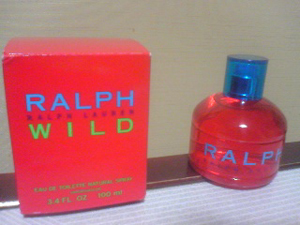 RALPH
RALPH LAUREN
WILD
EAU DE TOILETTE NATURAL SPRAY
3.4 FL OZ 100 ml
RALPH